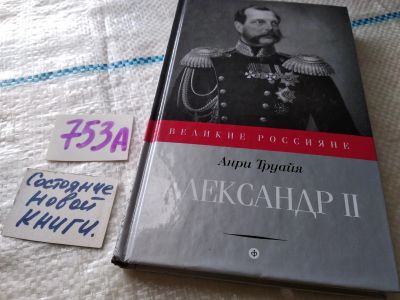 753А
Состояние
новой
книги.
ВЕЛИКИЕ РОССИЯНЕ
Анри Труайя
АЛЕКСАНДР II